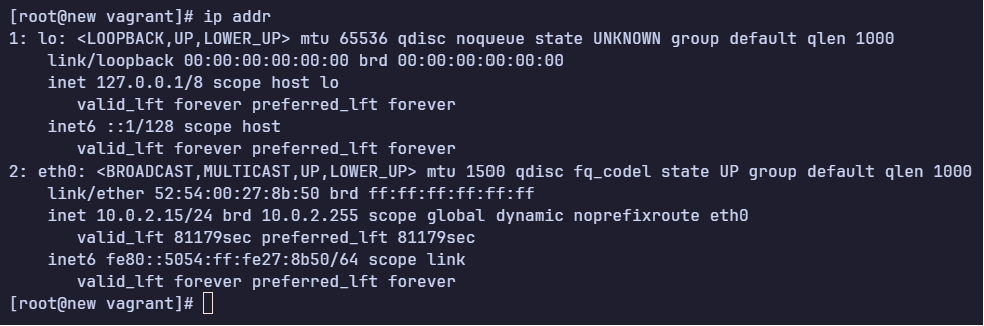 [root@new vagrant]# ip addr
1: lo: <LOOPBACK,UP,LOWER_UP> mtu 65536 qdisc noqueue state UNKNOWN group default qlen 1000
    link/loopback 00:00:00:00:00:00 brd 00:00:00:00:00:00
    inet 127.0.0.1/8 scope host lo
       valid_lft forever preferred_lft forever
    inet6 ::1/128 scope host
       valid_lft forever preferred_lft forever
2: eth0: <BROADCAST,MULTICAST,UP,LOWER_UP> mtu 1500 qdisc fq_codel state UP group default qlen 1000
    link/ether 52:54:00:27:8b:50 brd ff:ff:ff:ff:ff:ff
    inet 10.0.2.15/24 brd 10.0.2.255 scope global dynamic noprefixroute eth0
       valid_lft 81179sec preferred_lft 81179sec
    inet6 fe80::5054:ff:fe27:8b50/64 scope link
       valid_lft forever preferred_lft forever
[root@new vagrant]#